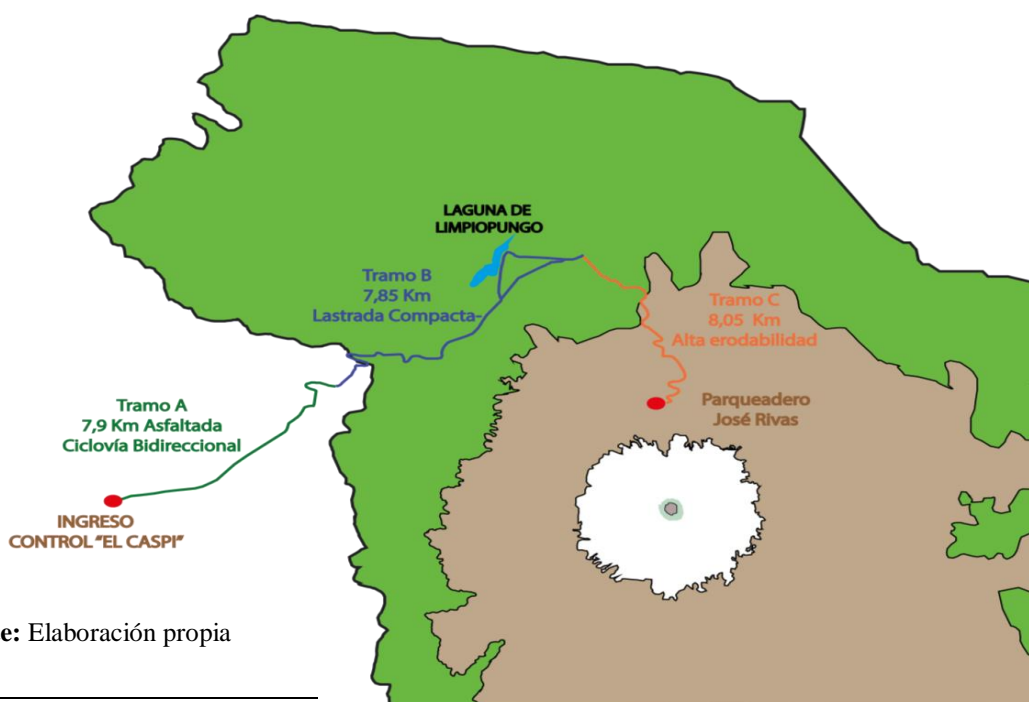 LAGUNA DE
LIMPIOPUNGO
Tramo B
7,85 Km
Lastrada Compacta-
Tramo C
8,05 Km
Alta erodabilidad
Parqueadero
José Rivas
Tramo A
7,9 Km Asfaltada
Ciclovía Bidireccional
INGRESO
CONTROL "EL CASPI"
e: Elaboración propia